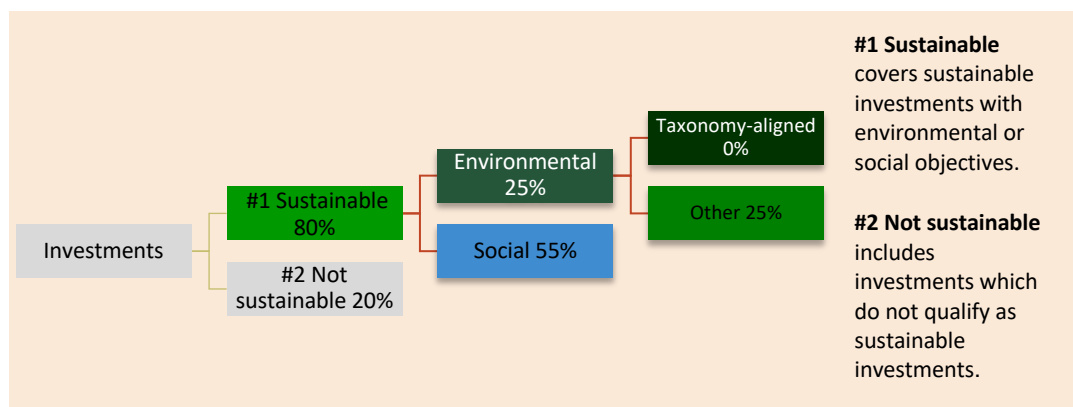 Investments
#1 Sustainable
80%
#2 Not
sustainable 20%
Environmental
25%
Social 55%
Taxonomy-aligned
0%
Other 25%
#1 Sustainable
covers sustainable
investments with
environmental or
social objectives.
#2 Not sustainable
includes
investments which
do not qualify as
sustainable
investments.